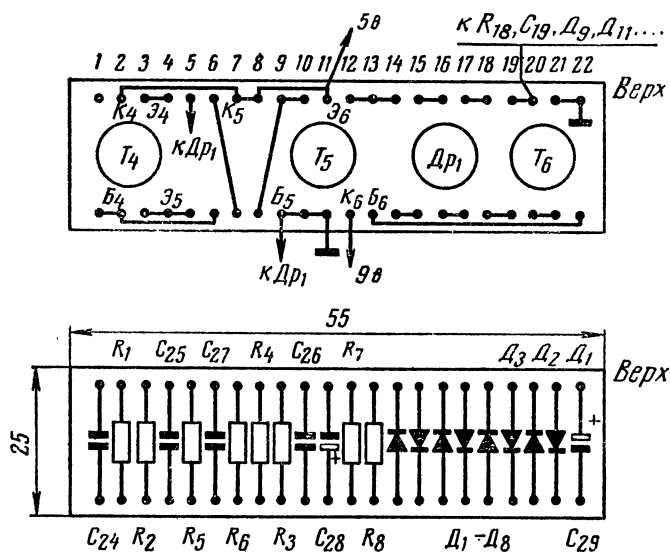 5в
к R18, C19, Д9, Д11....
1 2 3 4 5 6 7 8 9 10 11 12 13 14 15 16 17 18 19 20 21 22
Верх
К4 Э4 К5 Э6
кДр1
Т4 Т5 Др1 Т6
Б4 Э5 Б5 К6 Б6
кДр1 9в
55
R1 C25 C27 R4 C26 R7 Д3 Д2 Д1
Верх
25
+
+
C24 R2 R5 R6 R3 C28 R8 Д1-Д8 C29